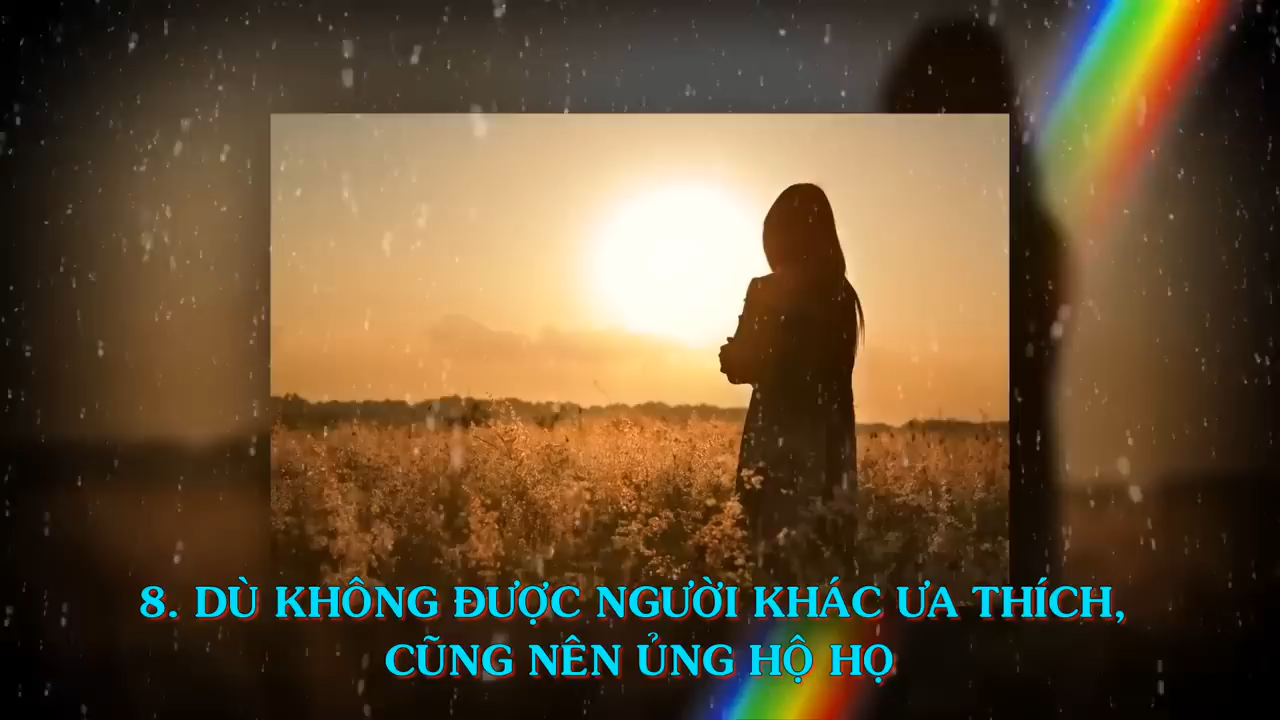 8. DÙ KHÔNG ĐƯỢC NGƯỜI KHÁC ƯA THÍCH,
CŨNG NÊN ỦNG HỘ HỌ